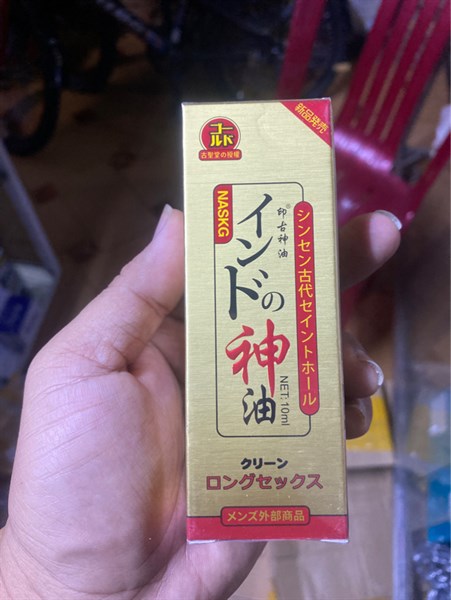 新品発売
ゴールド
古聖堂の授權
NASKG
印古神油
インドの神油
NET: 10ml
シンセン古代セイントホール
クリーン
ロングセックス
メンズ外部商品